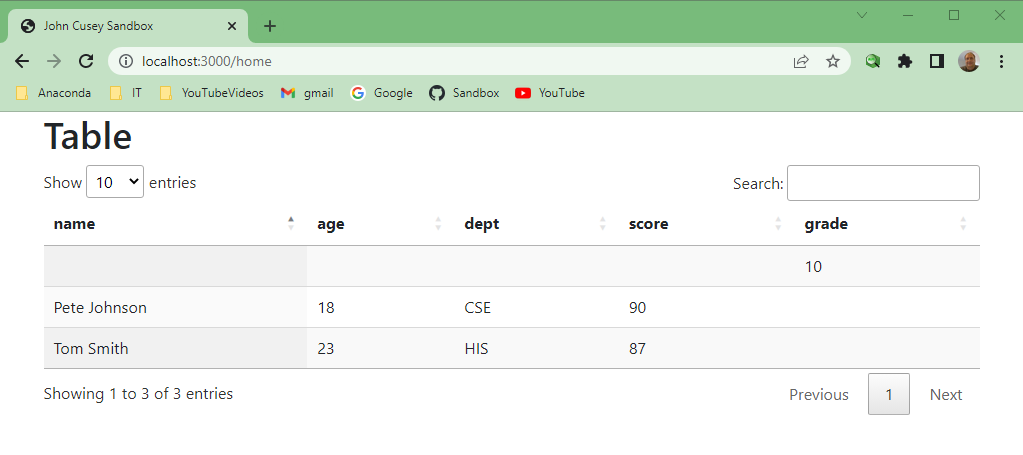 John Cusey Sandbox
localhost:3000/home
Anaconda IT YouTubeVideos gmail Google Sandbox YouTube
Table
Show 10 entries Search:
name age dept score grade
10
Pete Johnson 18 CSE 90
Tom Smith 23 HIS 87
Showing 1 to 3 of 3 entries Previous 1 Next